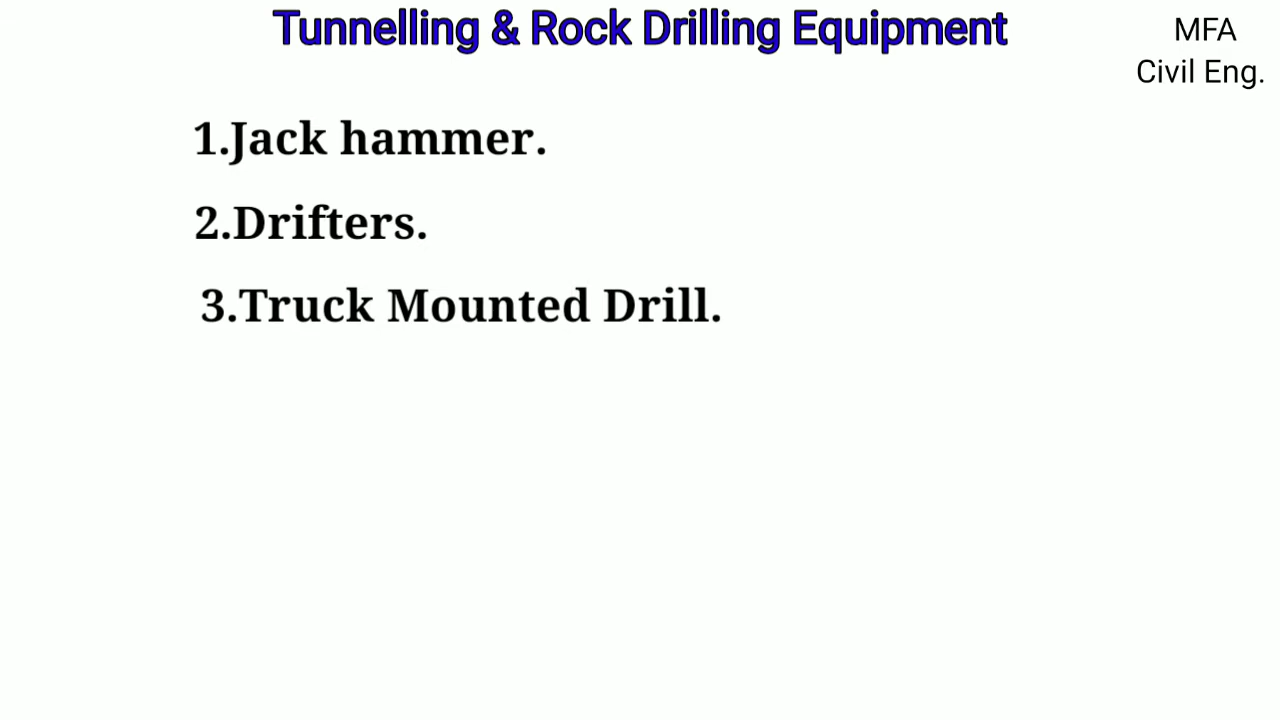 Tunnelling & Rock Drilling Equipment
MFA
Civil Eng.
1.Jack hammer.
2.Drifters.
3.Truck Mounted Drill.